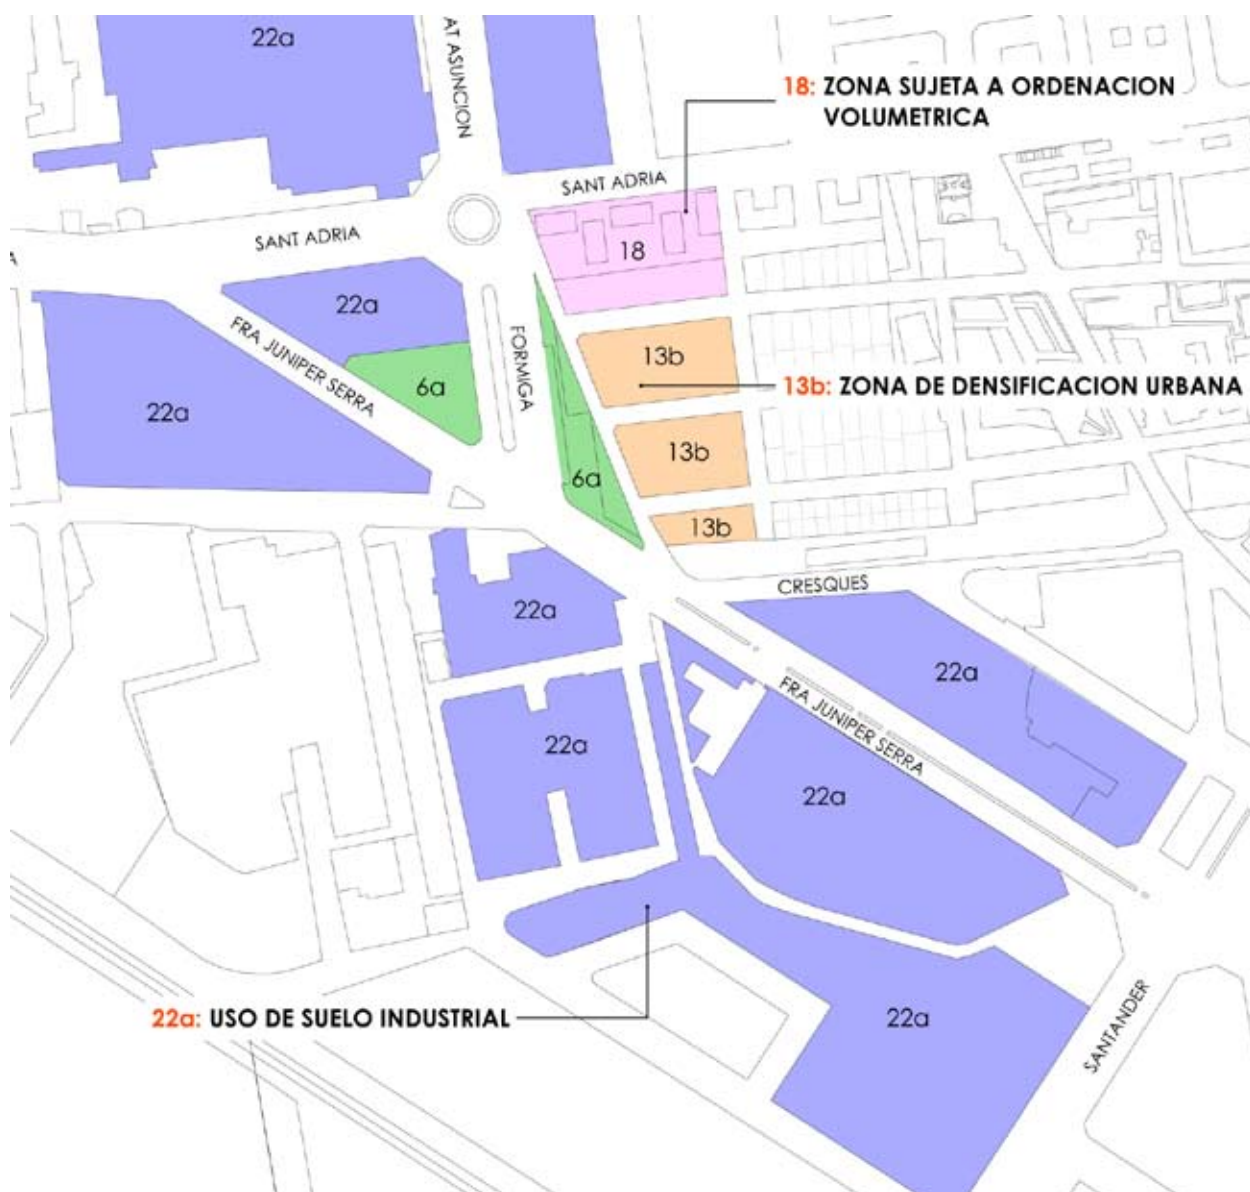 22a
AT ASUNCION
18: ZONA SUJETA A ORDENACION
VOLUMETRICA
SANT ADRIA
SANT ADRIA
18
A
22a
FRA JUNIPER SERRA
FORMIGA
13b
6a
13b: ZONA DE DENSIFICACION URBANA
22a
13b
6a
13b
CRESQUES
22a
22a
FRA JUNIPER SERRA
22a
22a
22a: USO DE SUELO INDUSTRIAL
22a
SANTANDER